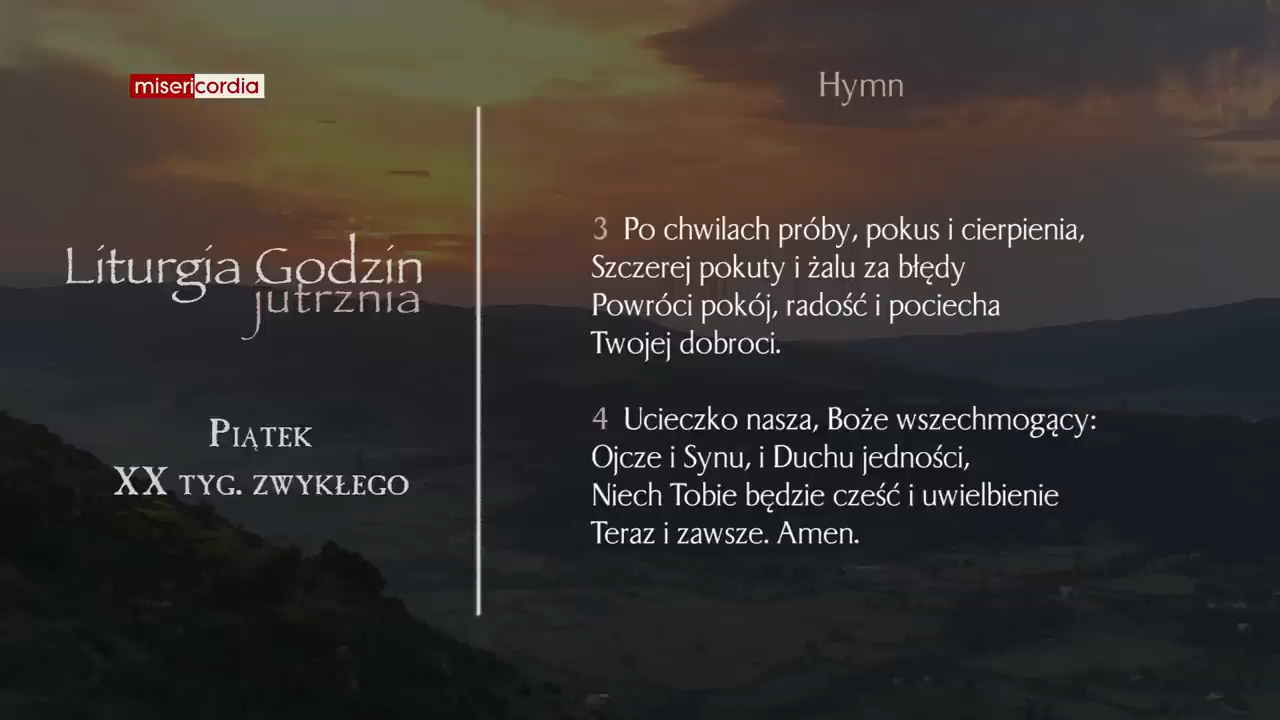 misericordia
Hymn
Liturgia Godzin
jutrznia
Piątek
XX tyg. zwykłego
3 Po chwilach próby, pokus i cierpienia,
Szczerej pokuty i żalu za błędy
Powróci pokój, radość i pociecha
Twojej dobroci.
4 Ucieczko nasza, Boże wszechmogący:
Ojcze i Synu, i Duchu jedności,
Niech Tobie będzie cześć i uwielbienie
Teraz i zawsze. Amen.